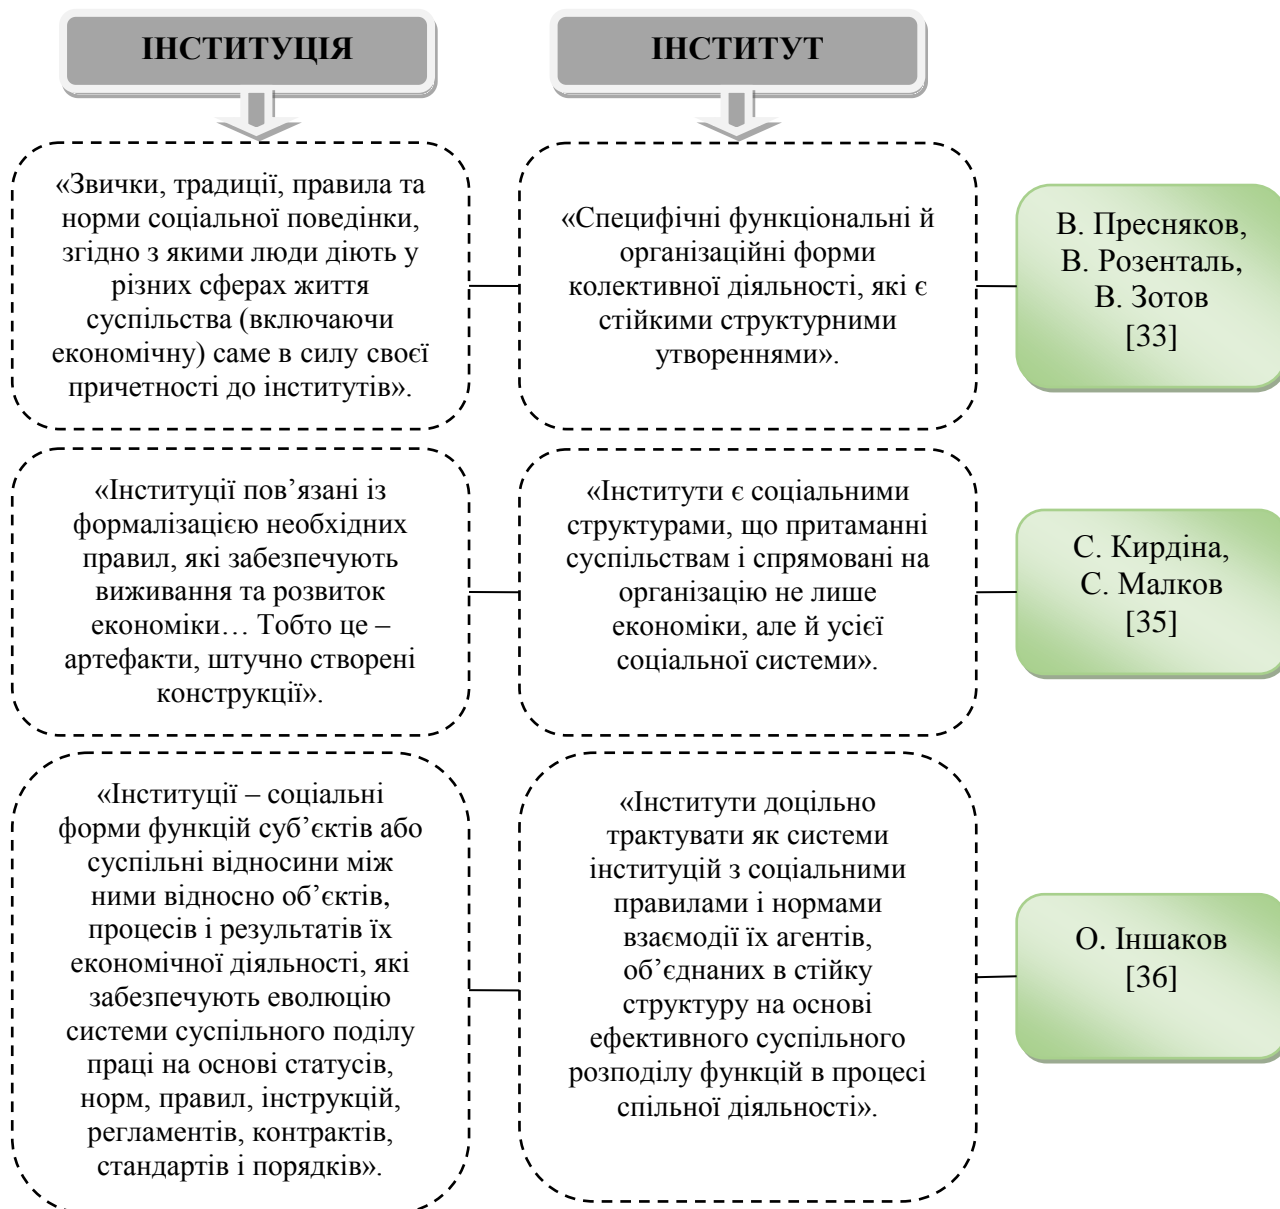 ІНСТИТУЦІЯ
ІНСТИТУТ
«Звички, традиції, правила та
норми соціальної поведінки,
згідно з якими люди діють у
різних сферах життя
суспільства (включаючи
економічну) саме в силу своєї
причетності до інститутів».
«Специфічні функціональні й
організаційні форми
колективної діяльності, які є
стійкими структурними
утвореннями».
В. Пресняков,
В. Розенталь,
В. Зотов
[33]
«Інституції пов’язані із
формалізацією необхідних
правил, які забезпечують
виживання та розвиток
економіки… Тобто це –
артефакти, штучно створені
конструкції».
«Інститути є соціальними
структурами, що притаманні
суспільствам і спрямовані на
організацію не лише
економіки, але й усієї
соціальної системи».
С. Кирдіна,
С. Малков
[35]
«Інституції – соціальні
форми функцій суб’єктів або
суспільні відносини між
ними відносно об’єктів,
процесів і результатів їх
економічної діяльності, які
забезпечують еволюцію
системи суспільного поділу
праці на основі статусів,
норм, правил, інструкцій,
регламентів, контрактів,
стандартів і порядків».
«Інститути доцільно
трактувати як системи
інституцій з соціальними
правилами і нормами
взаємодії їх агентів,
об’єднаних в стійку
структуру на основі
ефективного суспільного
розподілу функцій в процесі
спільної діяльності».
О. Іншаков
[36]